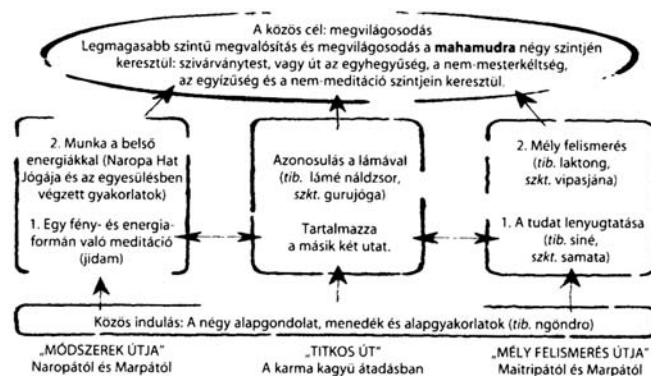 A közös cél: megvilágosodás
Legmagasabb szintű megvalósítás és megvilágosodás a mahamudra négy szintjén
keresztül: szivárványtest, vagy út az egyhegyűség, a nem-mesterkéltség,
az egyízűség és a nem-meditáció szintjein keresztül.
2. Munka a belső
energiákkal (Naropa Hat
Jógája és az egyesülésben
végzett gyakorlatok)
1. Egy fény- és energia-
formán való meditáció
(jidam)
Azonosulás a lámával
(tib. lámé náldzsor,
szkt. gurujóga)
Tartalmazza
a másik két utat.
2. Mély felismerés
(tib. laktong,
szkt. vipasjána)
1. A tudat lenyugtatása
(tib. siné,
szkt. samata)
Közös indulás: A négy alapgondolat, menedék és alapgyakorlatok (tib. ngöndro)
„MÓDSZEREK ÚTJA”
Naropától és Marpától
„TITKOS ÚT”
A karma kagyü átadásban
„MÉLY FELISMERÉS ÚTJA”
Maitripától és Marpától